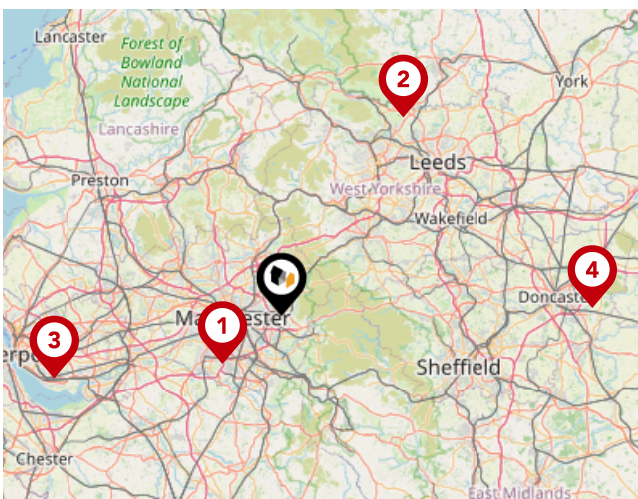 Lancaster
Forest of
Bowland
National
Landscape
York
2
Lancashire
Leeds
Preston
West Yorkshire
Wakefield
4
Doncaste
1
3
Sheffield
Chester
East Midlands